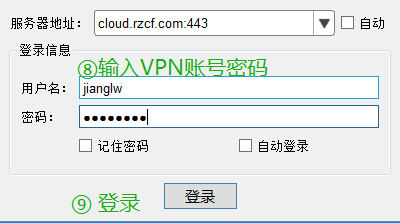 服务器地址： cloud.rzcf.com:443 自动
登录信息
⑧输入VPN账号密码
用户名： jianglw
密码： ●●●●●●●●
记住密码 自动登录
⑨ 登录 登录